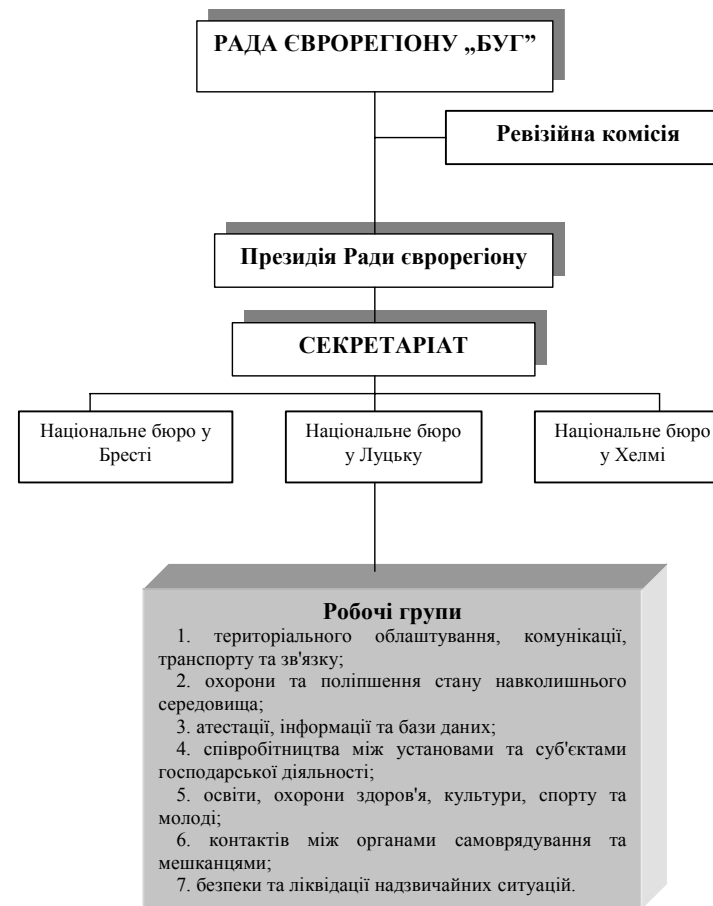 РАДА ЄВРОРЕГІОНУ „БУГ”
Ревізійна комісія
Президія Ради єврорегіону
СЕКРЕТАРІАТ
Національне бюро у
Бресті
Національне бюро
у Луцьку
Національне бюро
у Хелмі
Робочі групи
1. територіального облаштування, комунікації,
транспорту та зв'язку;
2. охорони та поліпшення стану навколишнього
середовища;
3. атестації, інформації та бази даних;
4. співробітництва між установами та суб'єктами
господарської діяльності;
5. освіти, охорони здоров'я, культури, спорту та
молоді;
6. контактів між органами самоврядування та
мешканцями;
7. безпеки та ліквідації надзвичайних ситуацій.